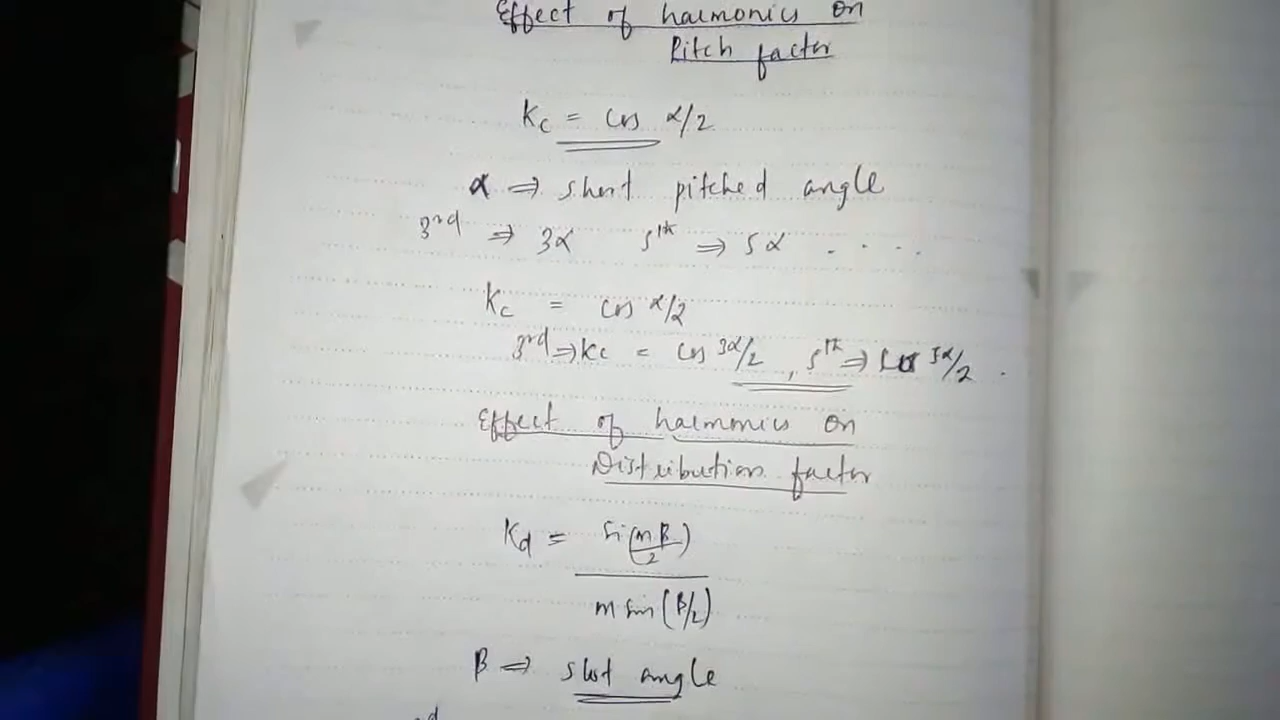 Effect of harmonics on
Pitch factor
Kc = cos α/2
α ⇒ short pitched angle
3rd ⇒ 3α 5th ⇒ 5α . . . .
Kc = cos α/2
3rd ⇒ Kc = cos 3α/2 , 5th ⇒ cos 5α/2 .
Effect of harmonics on
Distribution factor
Kd = sin(mβ/2)
m sin(β/2)
β ⇒ slot angle